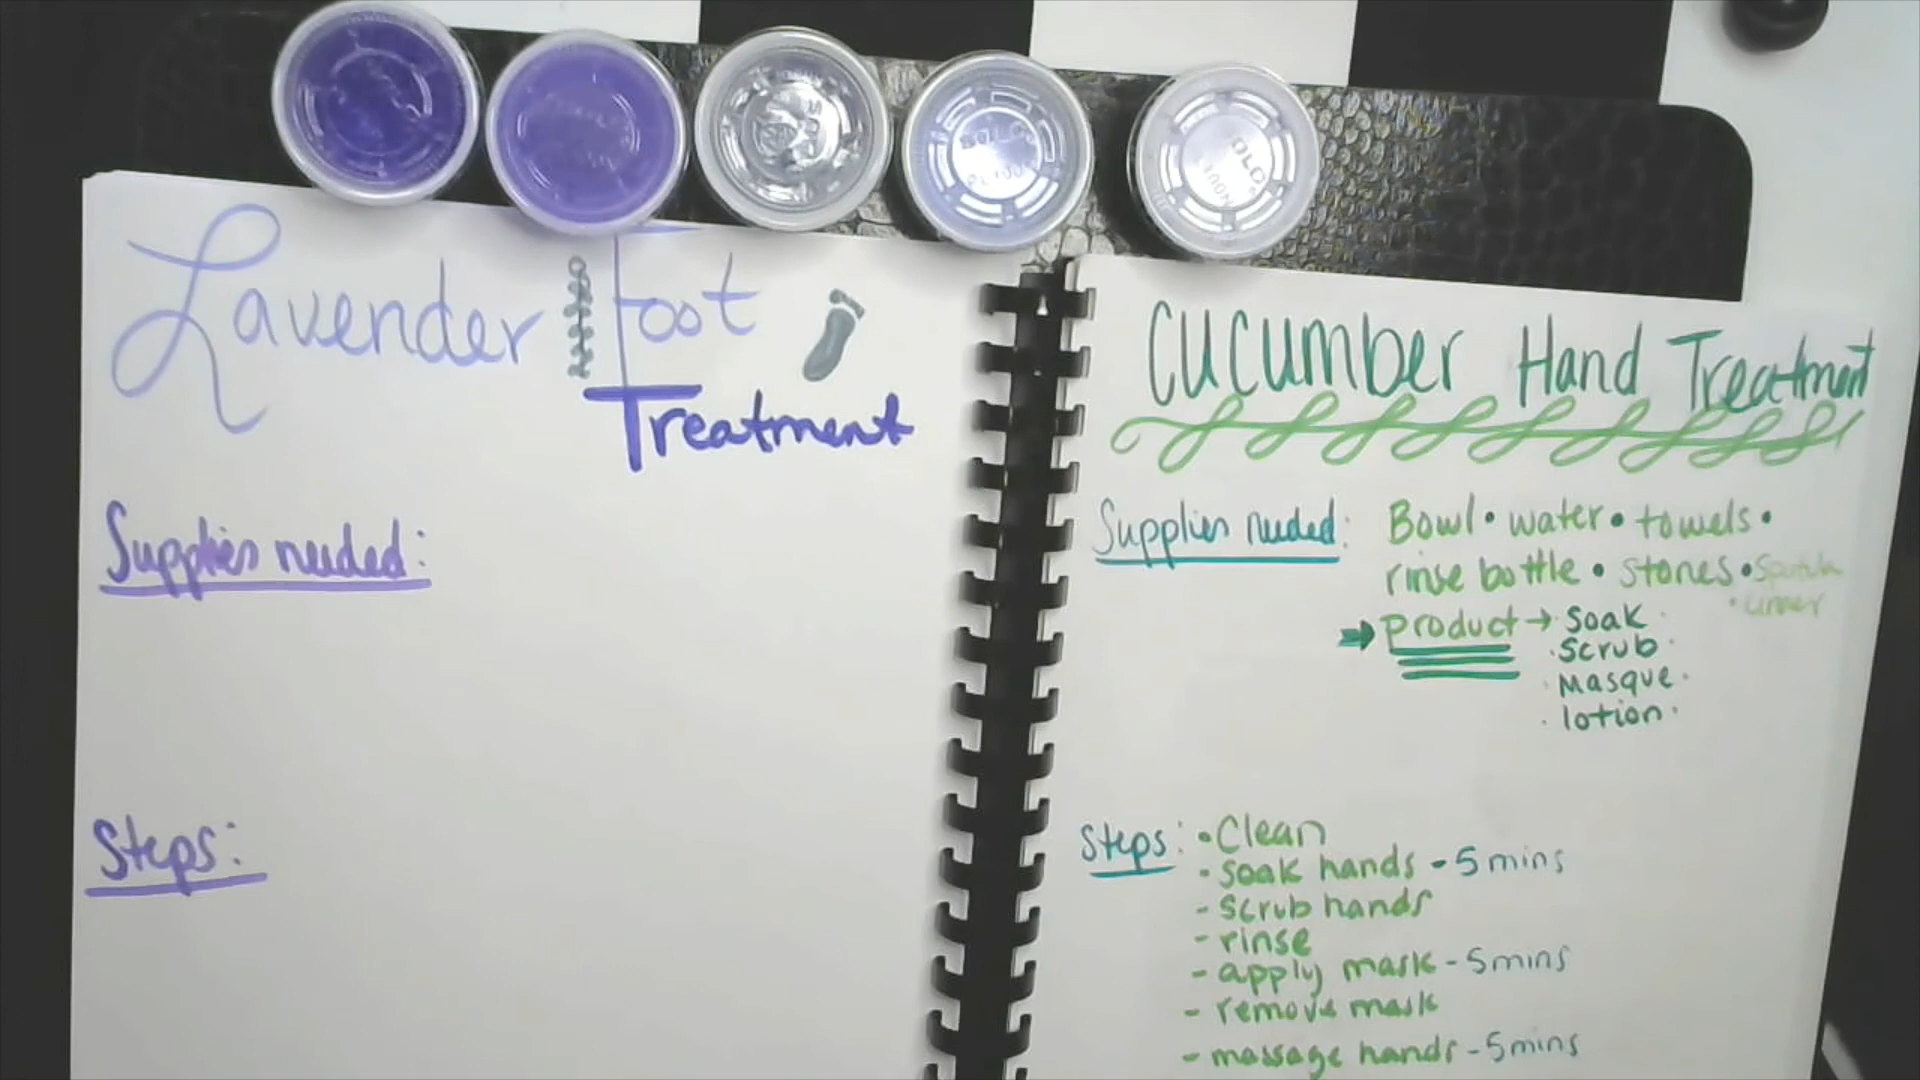 Lavender Foot
Treatment
Supplies needed:
Steps:
CUCUMBER Hand Treatment
Supplies needed: Bowl • water • towels •
rinse bottle • stones •
product → soak
• scrub •
• Masque •
• lotion •
Steps: • Clean
• soak hands - 5 mins
- scrub hands
- rinse
- apply mask - 5 mins
- remove mask
- massage hands - 5 mins
SOLO